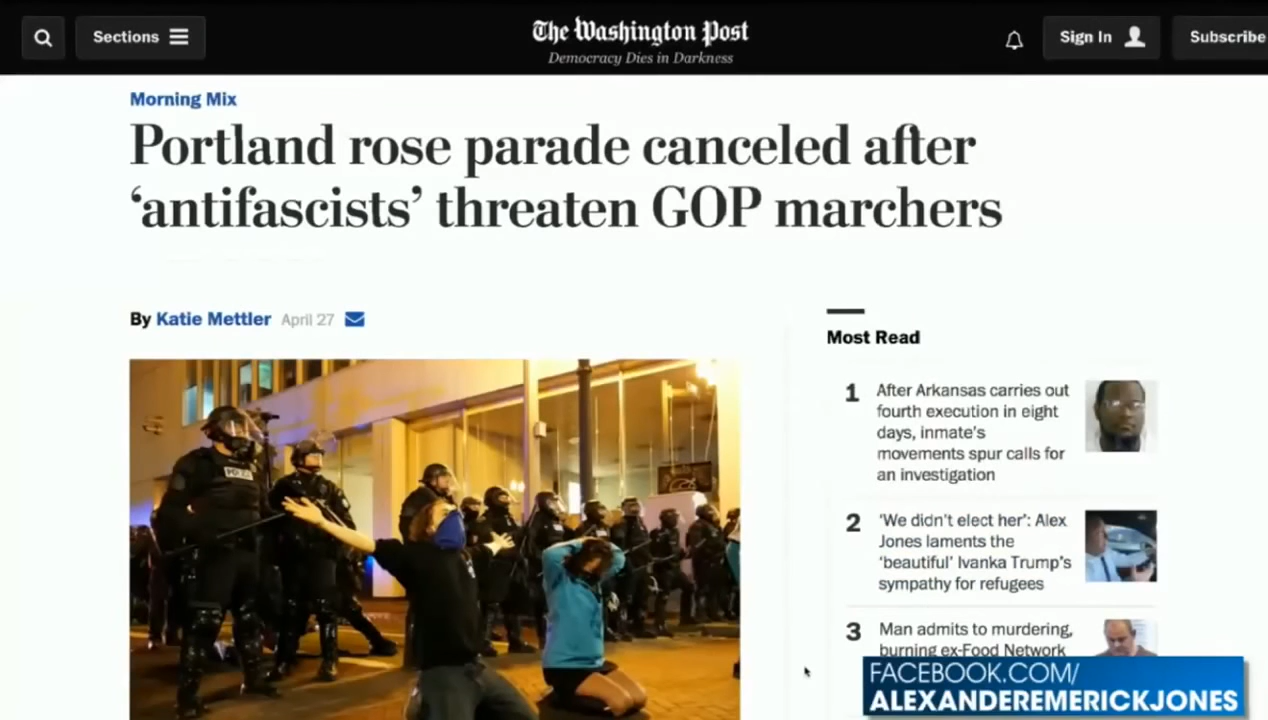 Sections
The Washington Post
Democracy Dies in Darkness
Sign In
Subscribe
Morning Mix
Portland rose parade canceled after
‘antifascists’ threaten GOP marchers
By Katie Mettler April 27
POLICE
Most Read
1
After Arkansas carries out
fourth execution in eight
days, inmate's
movements spur calls for
an investigation
2
‘We didn't elect her’: Alex
Jones laments the
‘beautiful’ Ivanka Trump's
sympathy for refugees
3
Man admits to murdering,
burning ex-Food Network
FACEBOOK.COM/
ALEXANDEREMERICKJONES